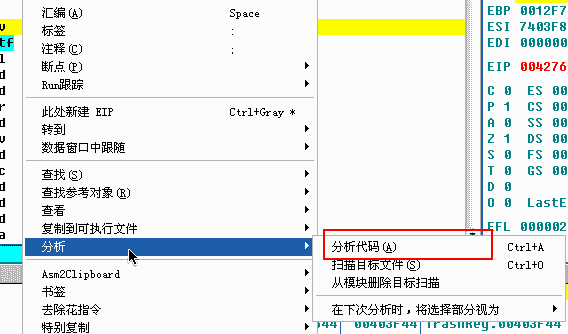 汇编(A) Space
标签 :
注释(C) ;
断点(P)
Run跟踪
此处新建 EIP Ctrl+Gray *
转到
数据窗口中跟随
查找(S)
查找参考对象(R)
查看
复制到可执行文件
分析
Asm2Clipboard
书签
去除花指令
特别复制
分析代码(A) Ctrl+A
扫描目标文件(S) Ctrl+O
从模块删除目标扫描
在下次分析时，将选择部分视为
EBP 0012F7
ESI 7403F8
EDI 000000
EIP 004276
C 0 ES 00
P 1 CS 00
A 0 SS 00
Z 1 DS 00
S 0 FS 00
T 0 GS 00
D 0
O 0 LastE
EFL 000002
00403F44 TrashReg.00403F44